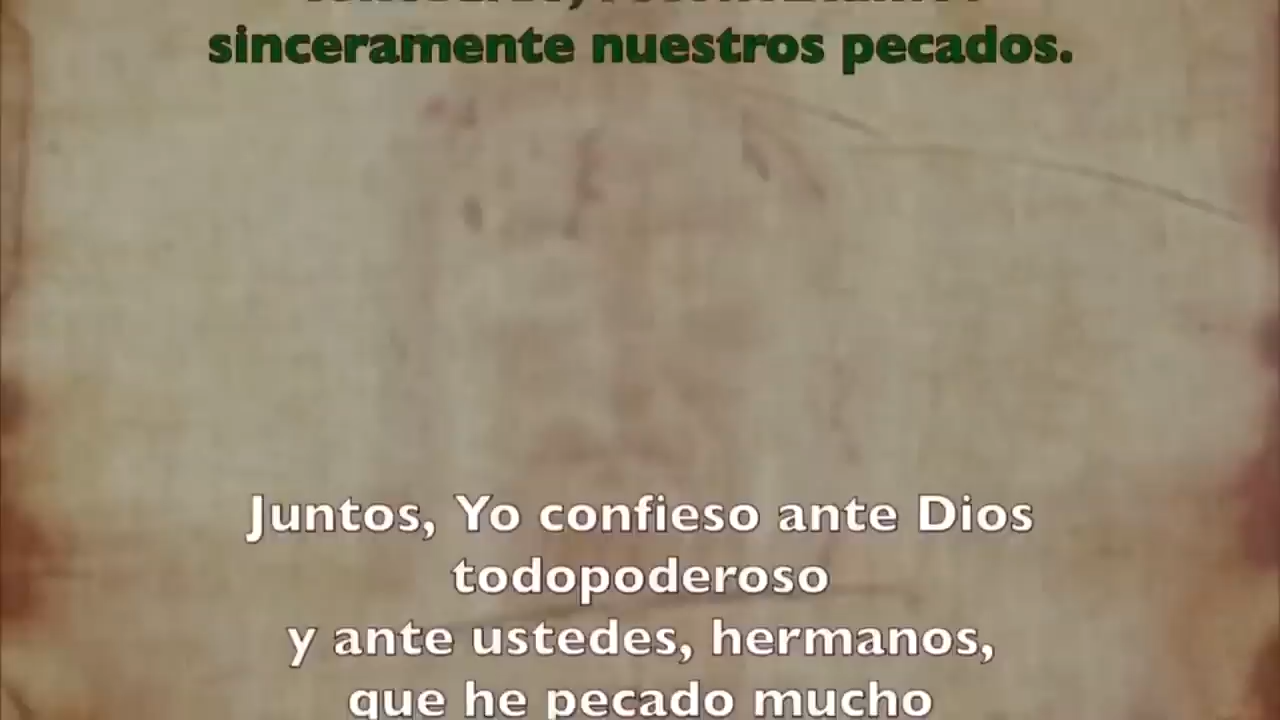 sinceramente nuestros pecados.
Juntos, Yo confieso ante Dios
todopoderoso
y ante ustedes, hermanos,
que he pecado mucho